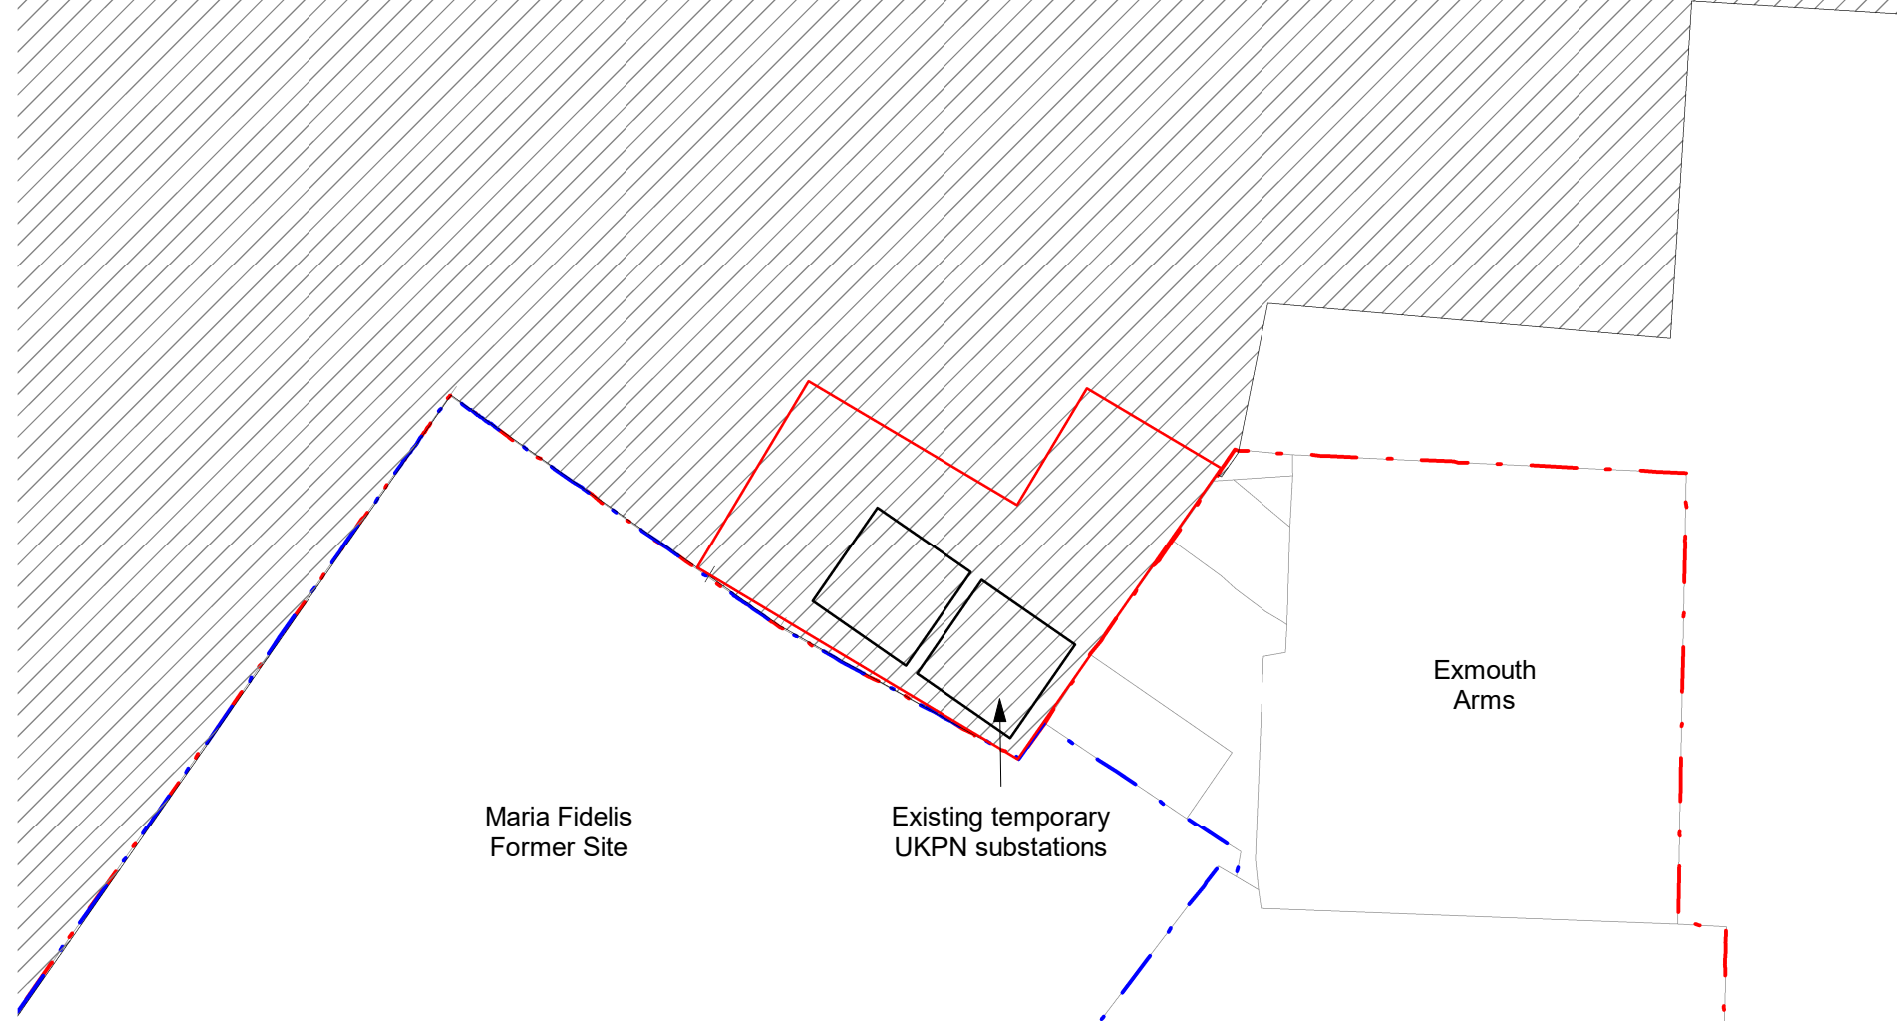 Exmouth
Arms
Maria Fidelis
Former Site
Existing temporary
UKPN substations